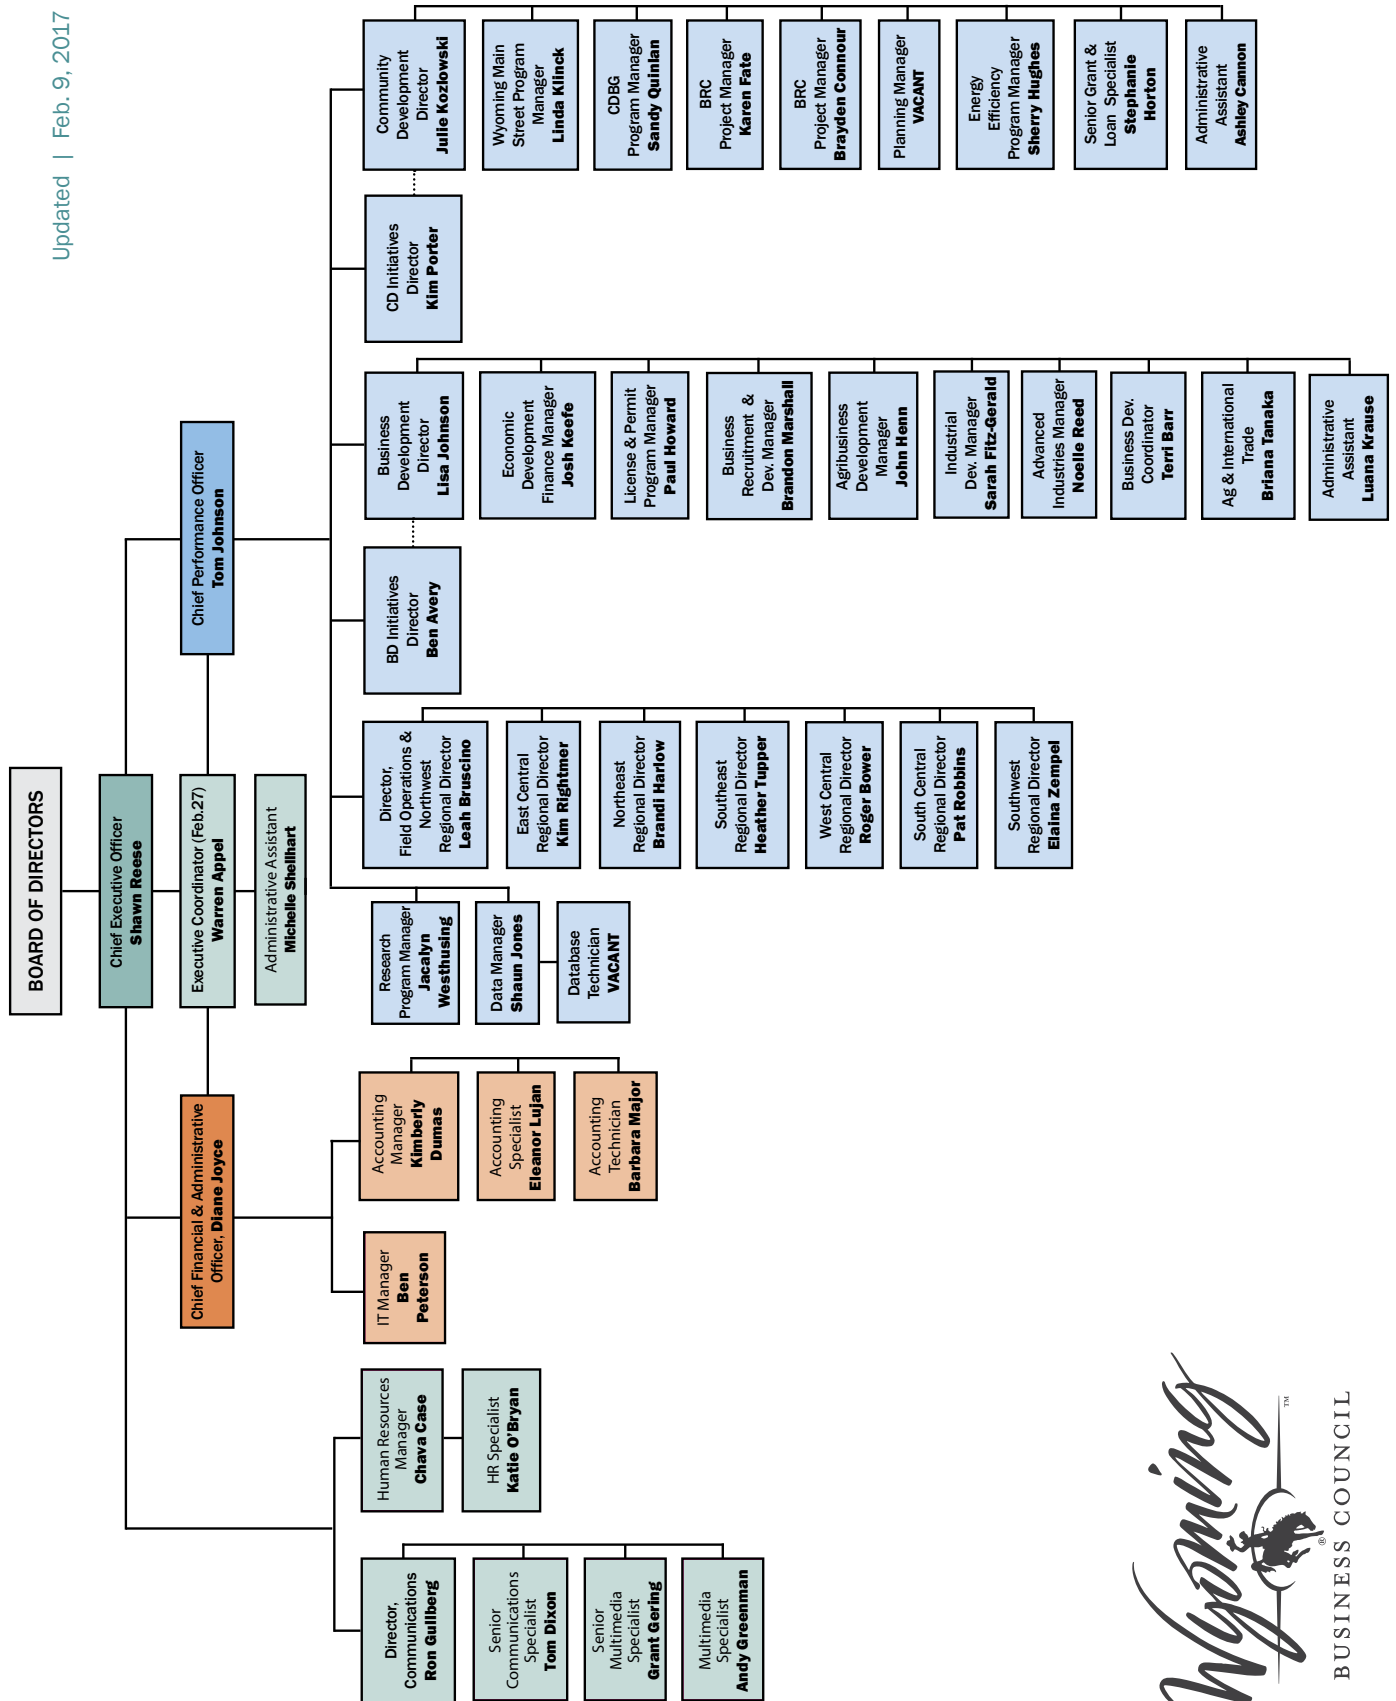 Updated | Feb. 9, 2017
BOARD OF DIRECTORS
Chief Executive Officer
Shawn Reese
Chief Financial & Administrative
Officer, Diane Joyce
Executive Coordinator (Feb.27)
Warren Appel
Chief Performance Officer
Tom Johnson
Administrative Assistant
Michelle Shellhart
Director,
Communications
Ron Gullberg
Senior
Communications
Specialist
Tom Dixon
Senior
Multimedia
Specialist
Grant Gering
Multimedia
Specialist
Andy Greenman
Human Resources
Manager
Chava Case
HR Specialist
Katie O'Bryan
IT Manager
Ben
Peterson
Accounting
Manager
Kimberly
Dumas
Accounting
Specialist
Eleanor Lujan
Accounting
Technician
Barbara Major
Research
Program Manager
Jacalyn
Westhusing
Data Manager
Shaun Jones
Database
Technician
VACANT
Director,
Field Operations &
Northwest
Regional Director
Leah Bruscino
East Central
Regional Director
Kim Rightmer
Northeast
Regional Director
Brandi Harlow
Southeast
Regional Director
Heather Tupper
West Central
Regional Director
Roger Bower
South Central
Regional Director
Pat Robbins
Southwest
Regional Director
Elaina Zempel
BD Initiatives
Director
Ben Avery
Business
Development
Director
Lisa Johnson
Economic
Development
Finance Manager
Josh Keefe
License & Permit
Program Manager
Paul Howard
Business
Recruitment &
Dev. Manager
Brandon Marshall
Agribusiness
Development
Manager
John Henn
Industrial
Dev. Manager
Sarah Fitz-Gerald
Advanced
Industries Manager
Noelle Reed
Business Dev.
Coordinator
Terri Barr
Ag & International
Trade
Briana Tanaka
Administrative
Assistant
Luana Krause
CD Initiatives
Director
Kim Porter
Community
Development
Director
Julie Kozlowski
Wyoming Main
Street Program
Manager
Linda Klinck
CDBG
Program Manager
Sandy Quinlan
BRC
Project Manager
Karen Fate
BRC
Project Manager
Brayden Connour
Planning Manager
VACANT
Energy
Efficiency
Program Manager
Sherry Hughes
Senior Grant &
Loan Specialist
Stephanie
Horton
Administrative
Assistant
Ashley Cannon
Wyoming
™
®
BUSINESS COUNCIL